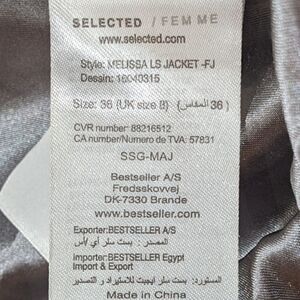 SELECTED / FEMME
www.selected.com
Style: MELISSA LS JACKET -FJ
Dessin: 16040315
Size: 36 (UK size 8) (36 المقاس)
CVR number: 88216512
CA number/Numero de TVA: 57831
SSG-MAJ
Bestseller A/S
Fredsskovvej
DK-7330 Brande
www.bestseller.com
Exporter:BESTSELLER A/S
المصدر : بست سلر أي/أس
importer:BESTSELLER Egypt
Import & Export
المستورد: بست سلر ايجيبت للاستيراد و التصدير
Made in China